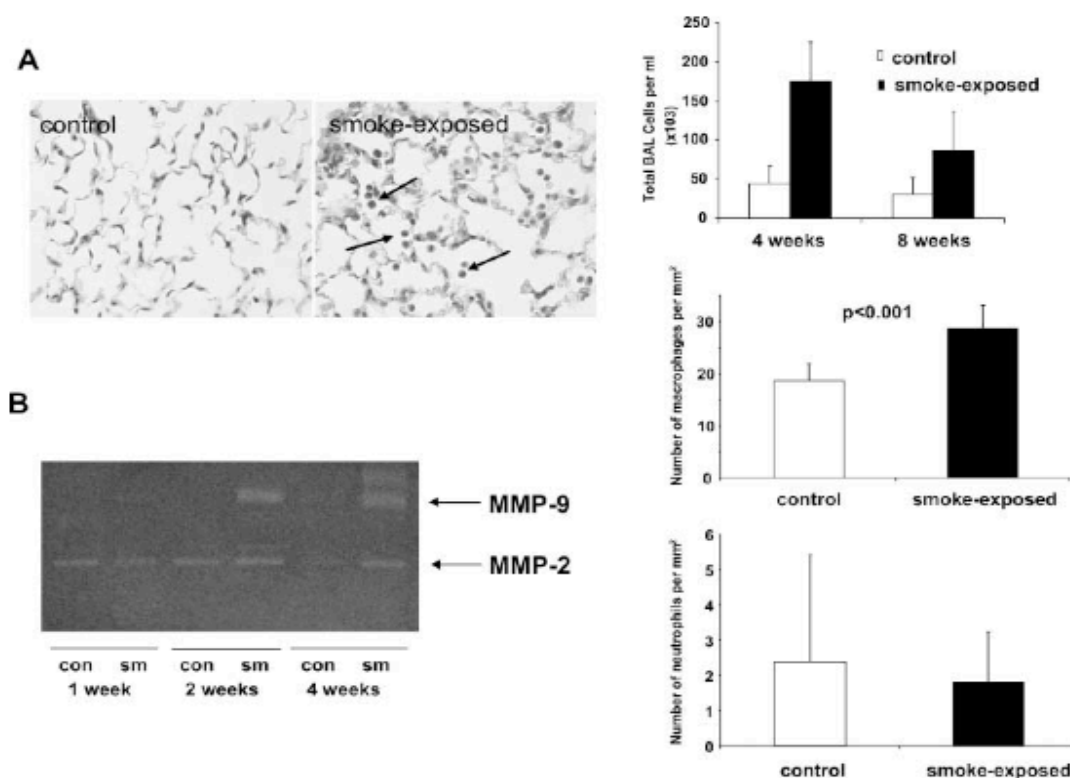 A
control
smoke-exposed
B
MMP-9
MMP-2
con sm con sm con sm
1 week 2 weeks 4 weeks
250
200
150
100
50
0
Total BAL Cells per ml
(x103)
control
smoke-exposed
4 weeks 8 weeks
30
20
10
0
Number of macrophages per mm²
p<0.001
control smoke-exposed
6
5
4
3
2
1
0
Number of neutrophils per mm²
control smoke-exposed